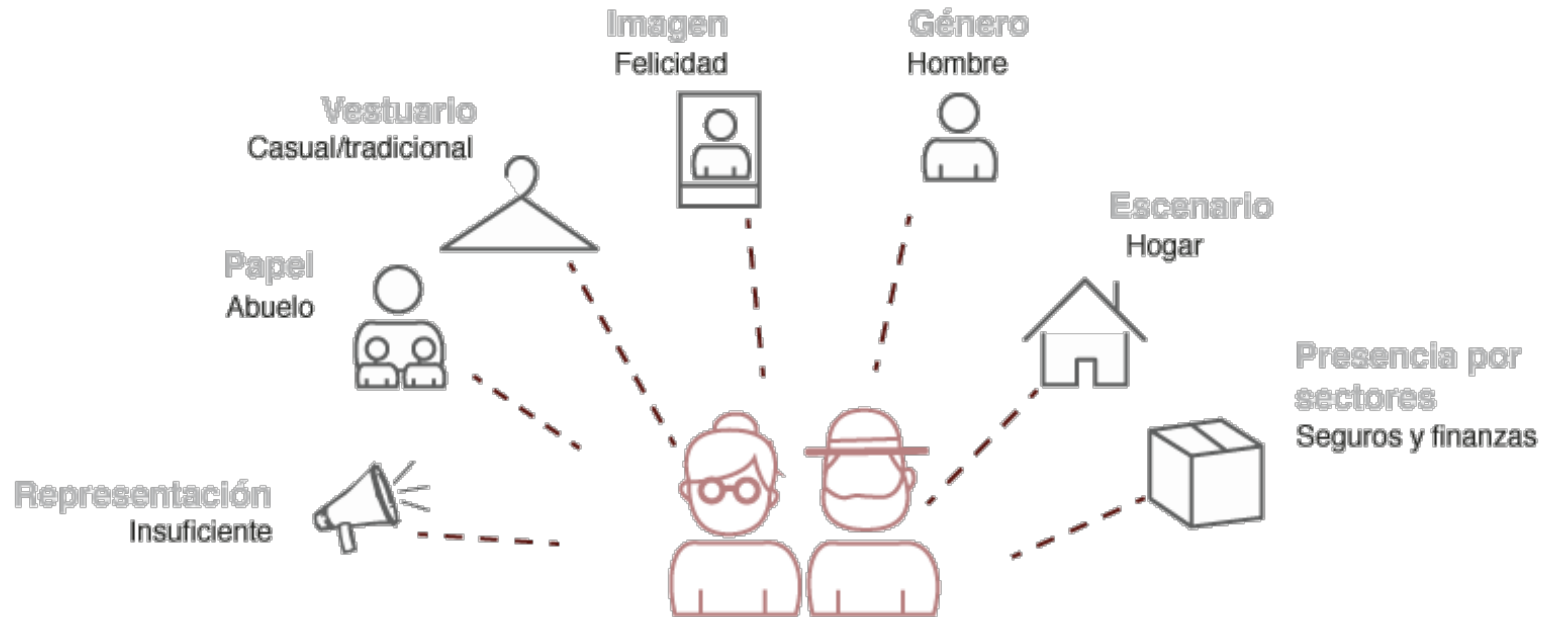 Imagen
Felicidad
Género
Hombre
Vestuario
Casual/tradicional
Escenario
Hogar
Papel
Abuelo
Presencia por
sectores
Seguros y finanzas
Representación
Insuficiente